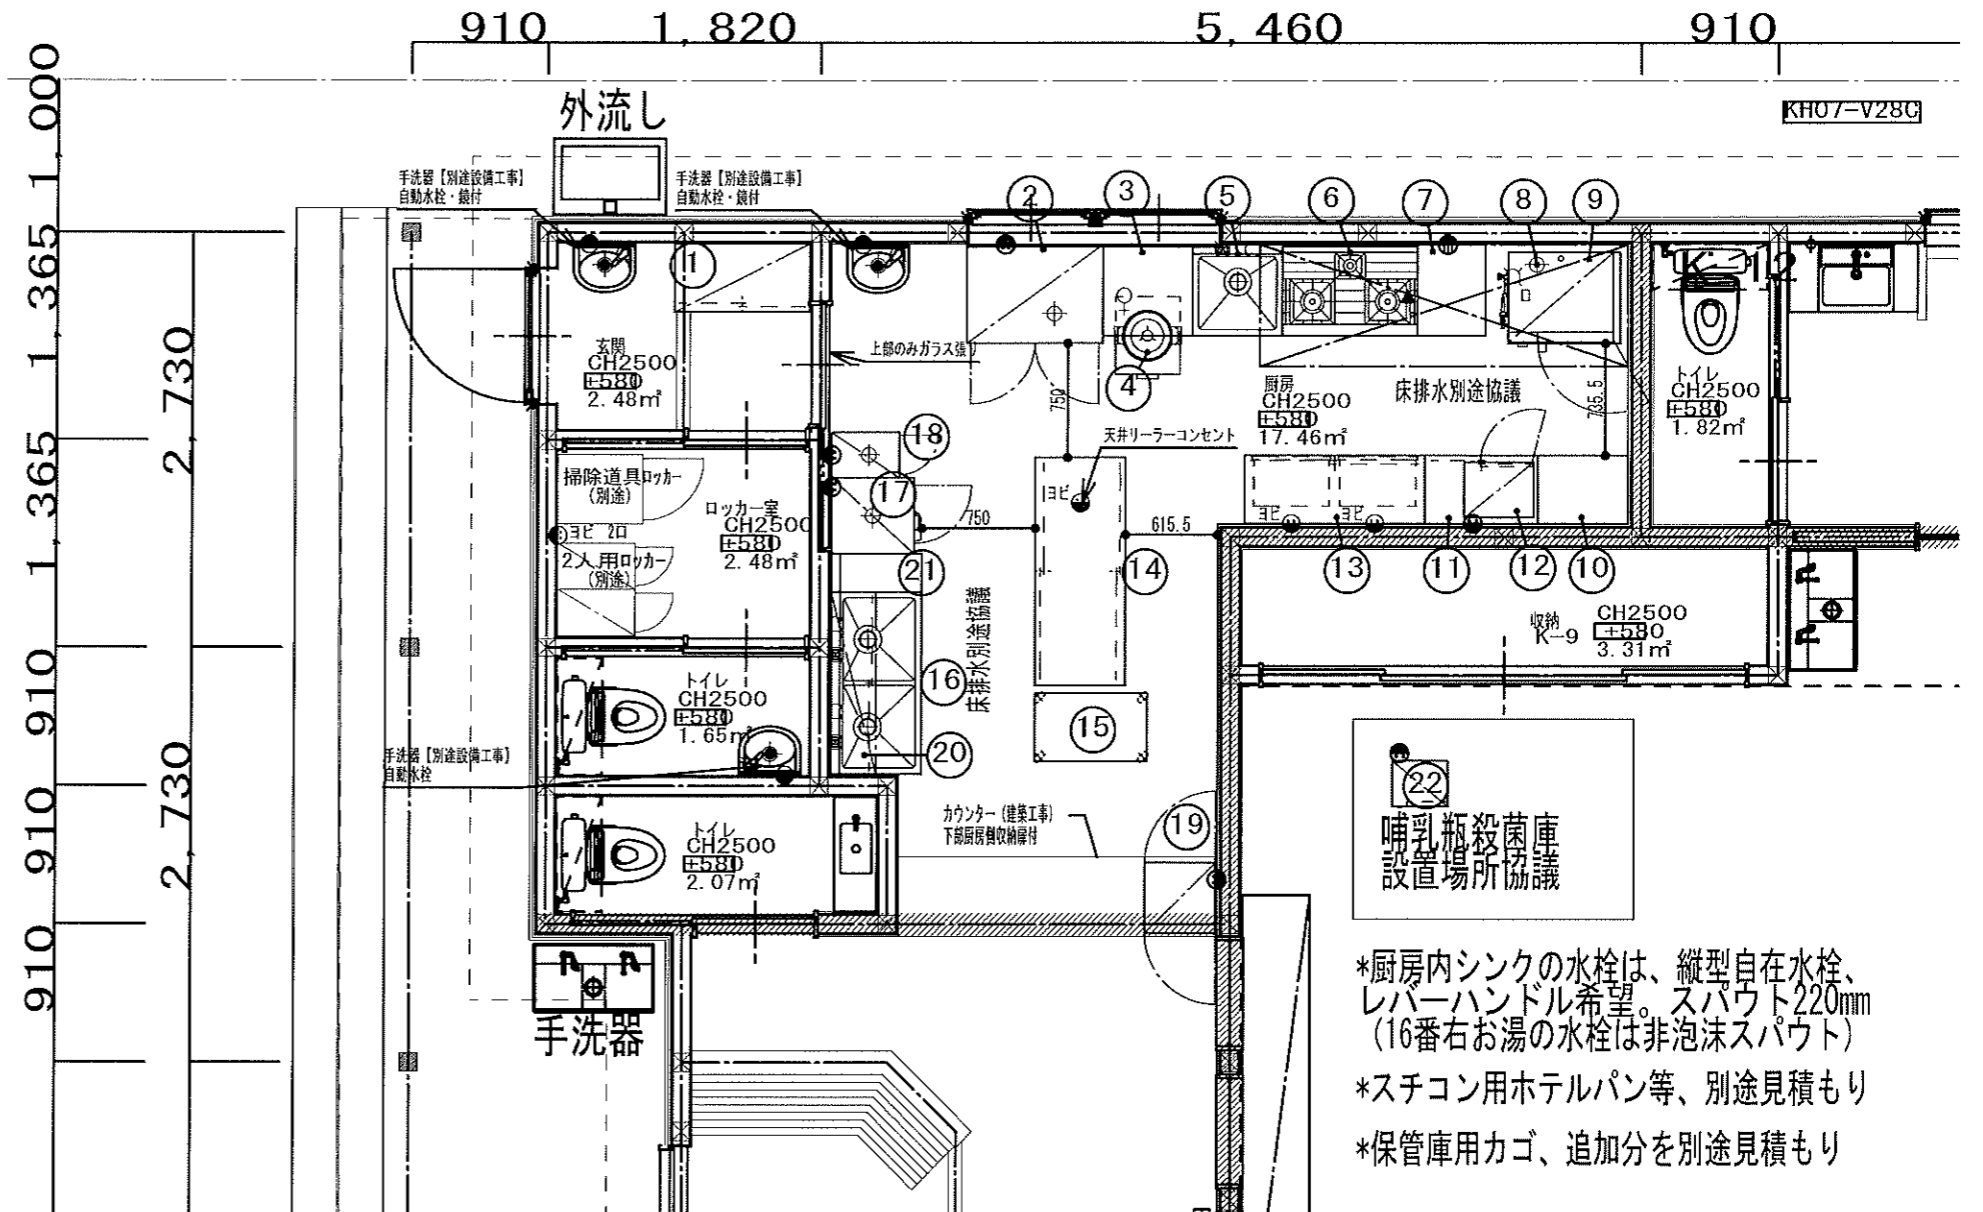 910
1,820
5,460
910
KH07-V28C
外流し
手洗器【別途設備工事】
自動水栓・鏡付
手洗器【別途設備工事】
自動水栓・鏡付
000
1
365
1
365
1
910
910
910
2,730
2,730
1
2
3
5
6
7
8
9
玄関
CH2500
+580
2.48㎡
上部のみガラス張
4
750
厨房
CH2500
+580
17.46㎡
床排水別途協議
735.5
K-12
トイレ
CH2500
+580
1.82㎡
天井リーラーコンセント
18
17
掃除道具ロッカー
(別途)
ロッカー室
CH2500
+580
2.48㎡
ヨビ 2口
2人用ロッカー
(別途)
750
ヨビ
615.5
ヨビ
ヨビ
21
14
13
11
12
10
床排水別途協議
収納
K-9
CH2500
+580
3.31㎡
16
トイレ
CH2500
+580
1.65㎡
15
20
手洗器【別途設備工事】
自動水栓
カウンター(建築工事)
下部厨房側収納扉付
19
トイレ
CH2500
+580
2.07㎡
22
哺乳瓶殺菌庫
設置場所協議
手洗器
*厨房内シンクの水栓は、縦型自在水栓、
レバーハンドル希望。スパウト220mm
(16番右お湯の水栓は非泡沫スパウト)
*スチコン用ホテルパン等、別途見積もり
*保管庫用カゴ、追加分を別途見積もり